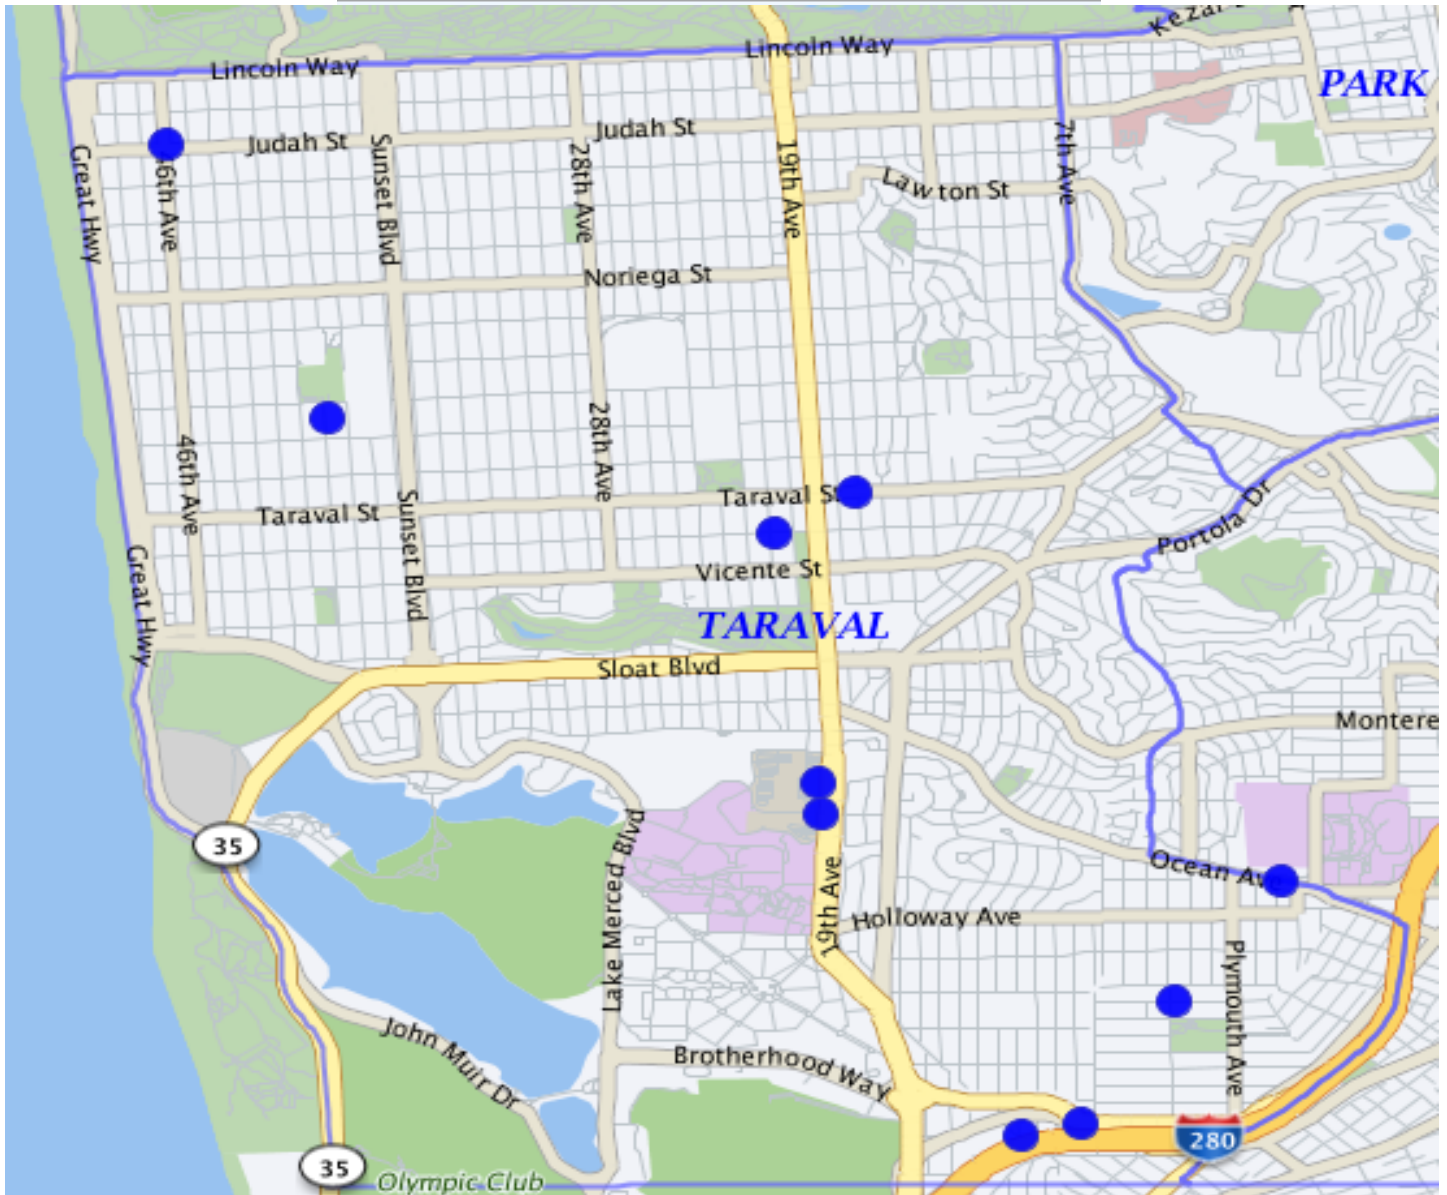 Kezar
Lincoln Way
Lincoln Way
PARK
Judah St
Judah St
Great Hwy
46th Ave
Sunset Blvd
28th Ave
19th Ave
7th Ave
Lawton St
Noriega St
28th Ave
46th Ave
Taraval St
Sunset Blvd
Taraval S
Portola Dr
Great Hwy
Vicente St
TARAVAL
Sloat Blvd
Montere
35
Lake Merced Blvd
19th Ave
Ocean Av
Holloway Ave
Plymouth Ave
John Muir Dr
Brotherhood Way
280
35
Olympic Club